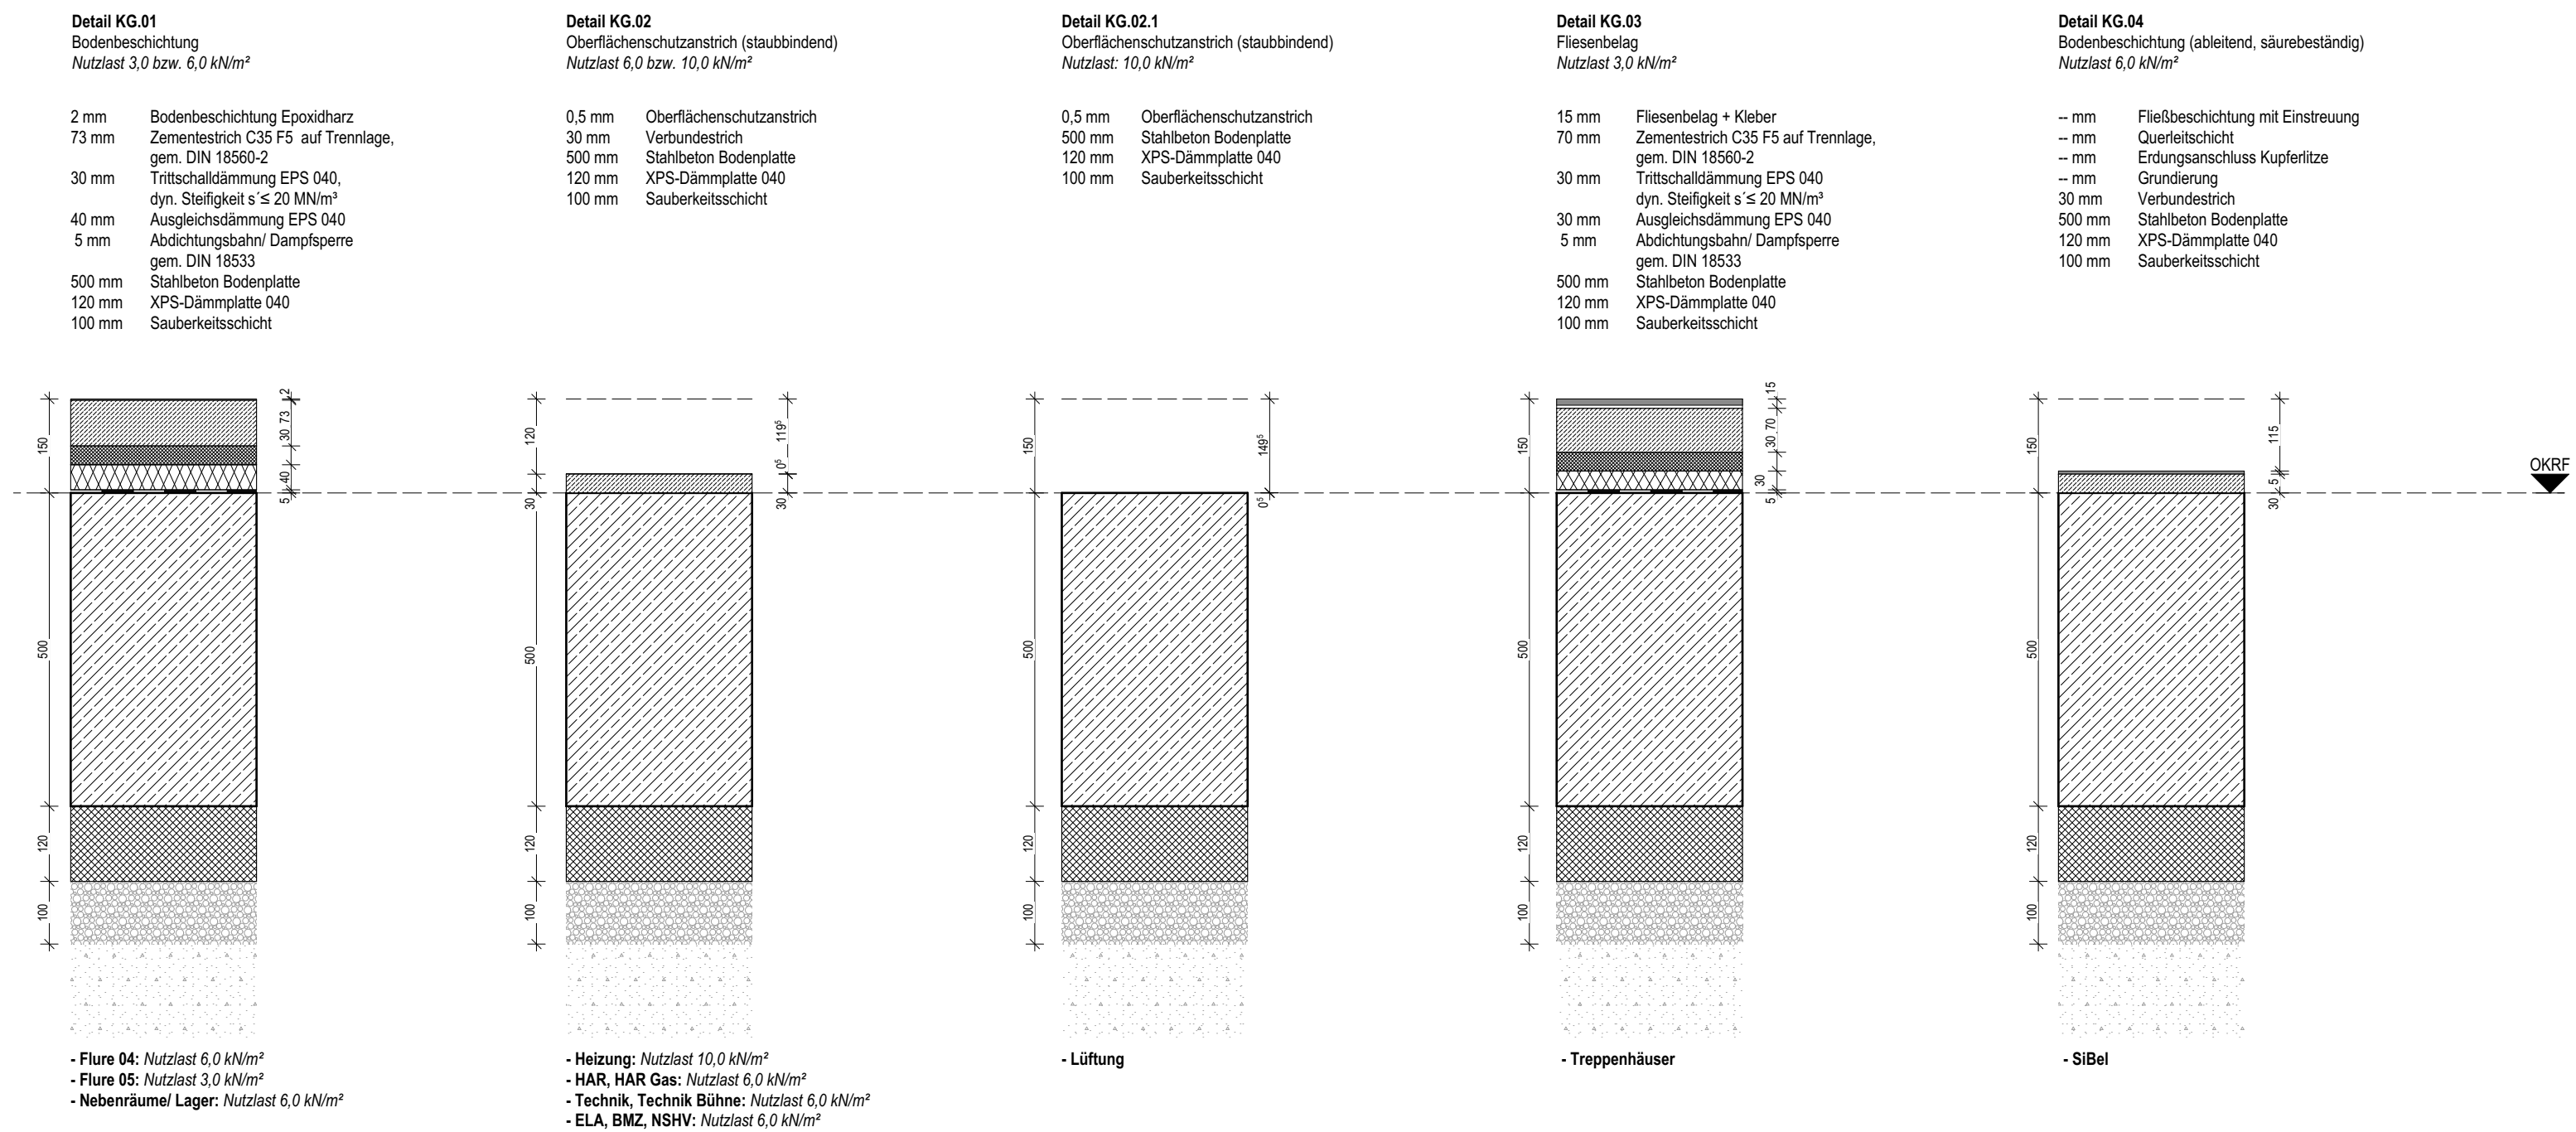 Detail KG.01
Bodenbeschichtung
Nutzlast 3,0 bzw. 6,0 kN/m²
2 mm Bodenbeschichtung Epoxidharz
73 mm Zementestrich C35 F5 auf Trennlage,
gem. DIN 18560-2
30 mm Trittschalldämmung EPS 040,
dyn. Steifigkeit s´≤ 20 MN/m³
40 mm Ausgleichsdämmung EPS 040
5 mm Abdichtungsbahn/ Dampfsperre
gem. DIN 18533
500 mm Stahlbeton Bodenplatte
120 mm XPS-Dämmplatte 040
100 mm Sauberkeitsschicht
150
500
120
100
2
73
30
40
5
- Flure 04: Nutzlast 6,0 kN/m²
- Flure 05: Nutzlast 3,0 kN/m²
- Nebenräume/ Lager: Nutzlast 6,0 kN/m²
Detail KG.02
Oberflächenschutzanstrich (staubbindend)
Nutzlast 6,0 bzw. 10,0 kN/m²
0,5 mm Oberflächenschutzanstrich
30 mm Verbundestrich
500 mm Stahlbeton Bodenplatte
120 mm XPS-Dämmplatte 040
100 mm Sauberkeitsschicht
120
30
500
120
100
119⁵
0⁵
30
- Heizung: Nutzlast 10,0 kN/m²
- HAR, HAR Gas: Nutzlast 6,0 kN/m²
- Technik, Technik Bühne: Nutzlast 6,0 kN/m²
- ELA, BMZ, NSHV: Nutzlast 6,0 kN/m²
Detail KG.02.1
Oberflächenschutzanstrich (staubbindend)
Nutzlast: 10,0 kN/m²
0,5 mm Oberflächenschutzanstrich
500 mm Stahlbeton Bodenplatte
120 mm XPS-Dämmplatte 040
100 mm Sauberkeitsschicht
150
500
120
100
149⁵
0⁵
- Lüftung
Detail KG.03
Fliesenbelag
Nutzlast 3,0 kN/m²
15 mm Fliesenbelag + Kleber
70 mm Zementestrich C35 F5 auf Trennlage,
gem. DIN 18560-2
30 mm Trittschalldämmung EPS 040
dyn. Steifigkeit s´≤ 20 MN/m³
30 mm Ausgleichsdämmung EPS 040
5 mm Abdichtungsbahn/ Dampfsperre
gem. DIN 18533
500 mm Stahlbeton Bodenplatte
120 mm XPS-Dämmplatte 040
100 mm Sauberkeitsschicht
150
500
120
100
15
70
30
30
5
- Treppenhäuser
Detail KG.04
Bodenbeschichtung (ableitend, säurebeständig)
Nutzlast 6,0 kN/m²
-- mm Fließbeschichtung mit Einstreuung
-- mm Querleitschicht
-- mm Erdungsanschluss Kupferlitze
-- mm Grundierung
30 mm Verbundestrich
500 mm Stahlbeton Bodenplatte
120 mm XPS-Dämmplatte 040
100 mm Sauberkeitsschicht
150
500
120
100
115
5
30
- SiBel
OKRF